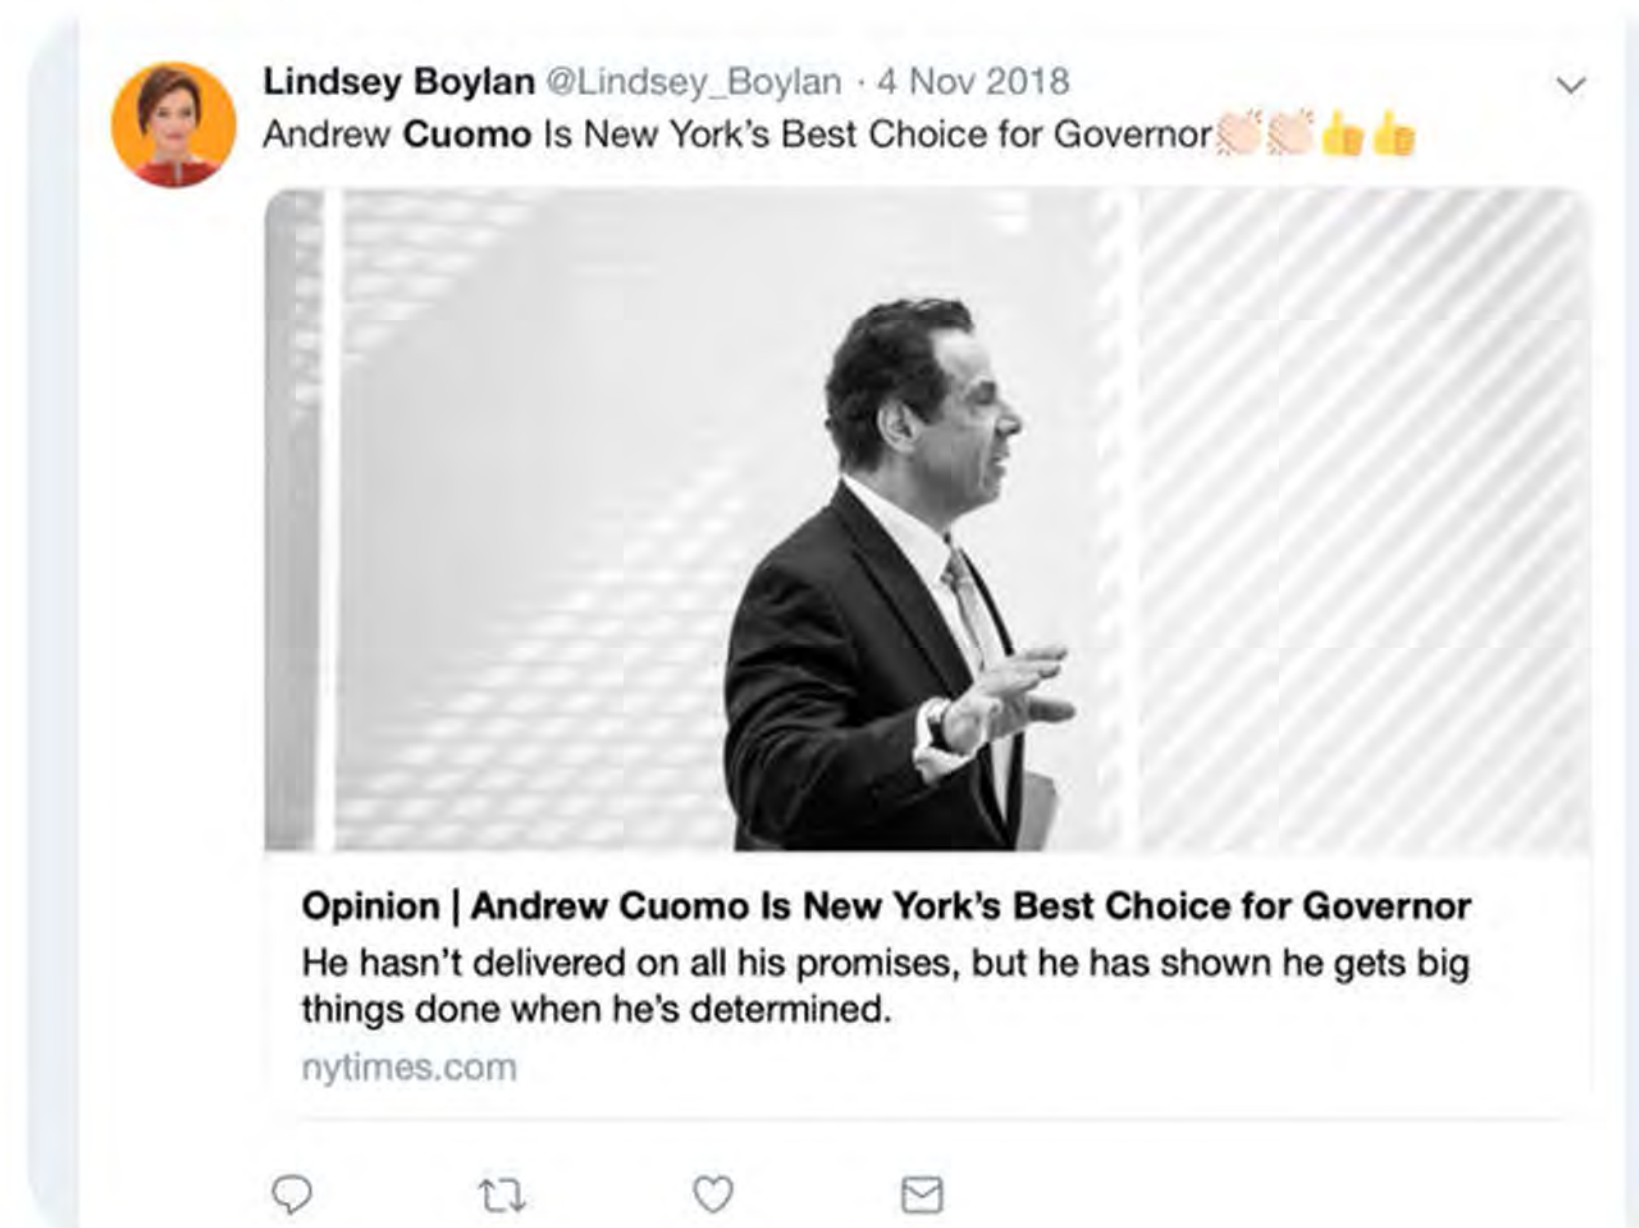 Lindsey Boylan @Lindsey_Boylan · 4 Nov 2018
Andrew Cuomo Is New York's Best Choice for Governor👏🏻👏🏻👍👍
Opinion | Andrew Cuomo Is New York's Best Choice for Governor
He hasn't delivered on all his promises, but he has shown he gets big
things done when he's determined.
nytimes.com